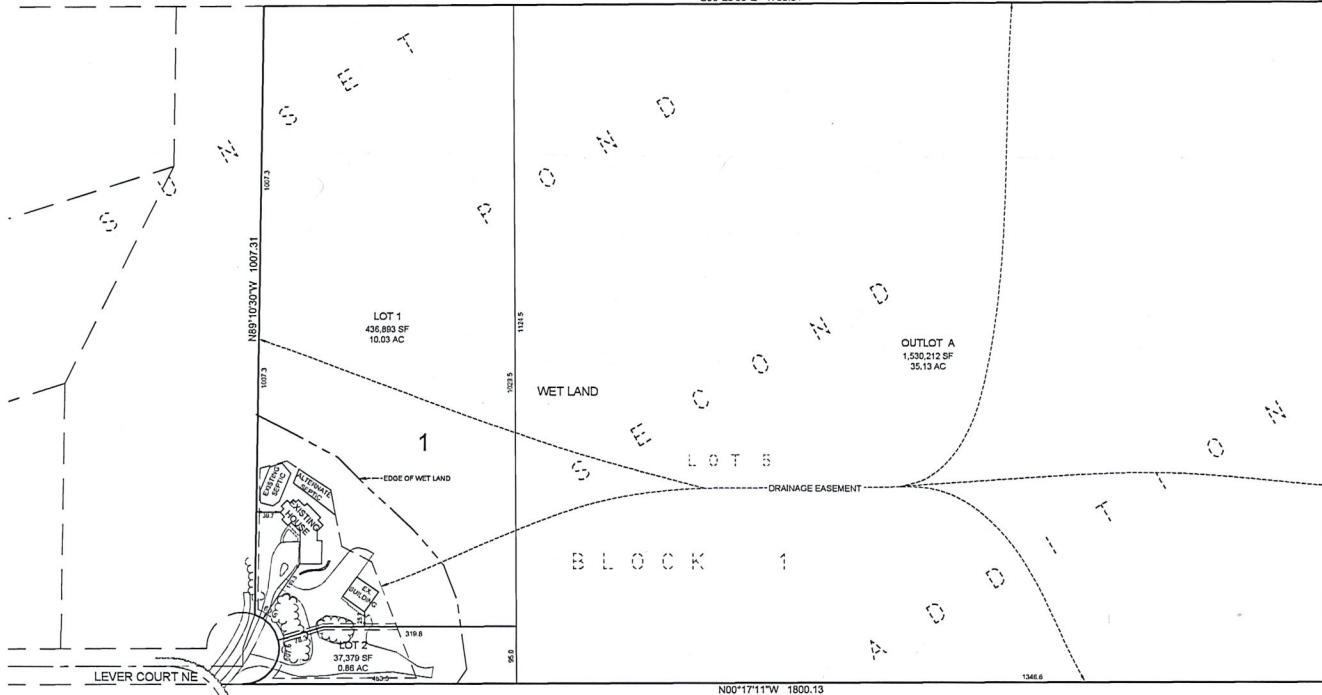 SUNSET
POND
SECOND
ADDITION
1007.3
N89°10'30"W 1007.31
1007.3
LOT 1
436,893 SF
10.03 AC
1124.5
1029.5
WET LAND
OUTLOT A
1,530,212 SF
35.13 AC
1
LOT 5
EDGE OF WET LAND
DRAINAGE EASEMENT
EXISTING
SEPTIC
ALTERNATE
SEPTIC
EXISTING
HOUSE
BLOCK 1
EX.
BUILDING
319.8
LOT 2
37,379 SF
0.86 AC
95.0
LEVER COURT NE
1346.6
N00°17'11"W 1800.13